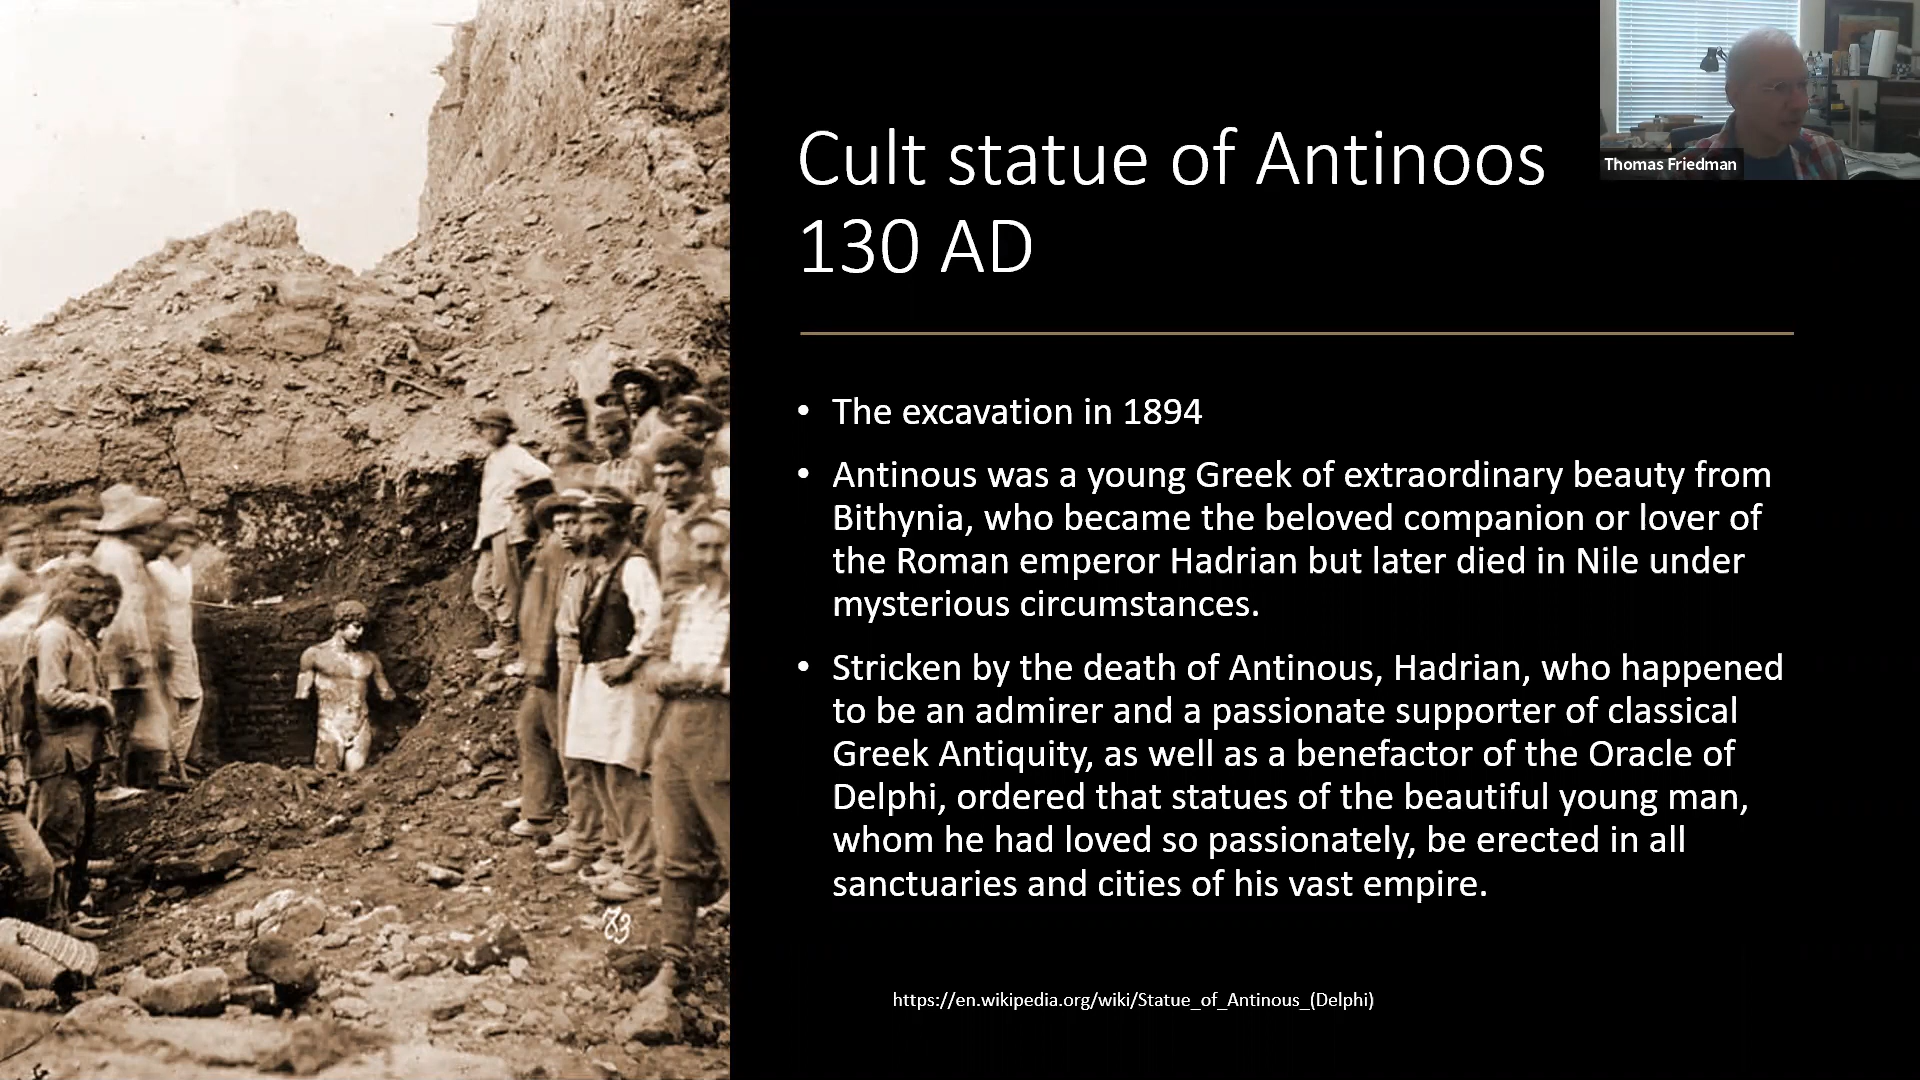 Cult statue of Antinoos
130 AD
Thomas Friedman
• The excavation in 1894
• Antinous was a young Greek of extraordinary beauty from
Bithynia, who became the beloved companion or lover of
the Roman emperor Hadrian but later died in Nile under
mysterious circumstances.
• Stricken by the death of Antinous, Hadrian, who happened
to be an admirer and a passionate supporter of classical
Greek Antiquity, as well as a benefactor of the Oracle of
Delphi, ordered that statues of the beautiful young man,
whom he had loved so passionately, be erected in all
sanctuaries and cities of his vast empire.
83
https://en.wikipedia.org/wiki/Statue_of_Antinous_(Delphi)